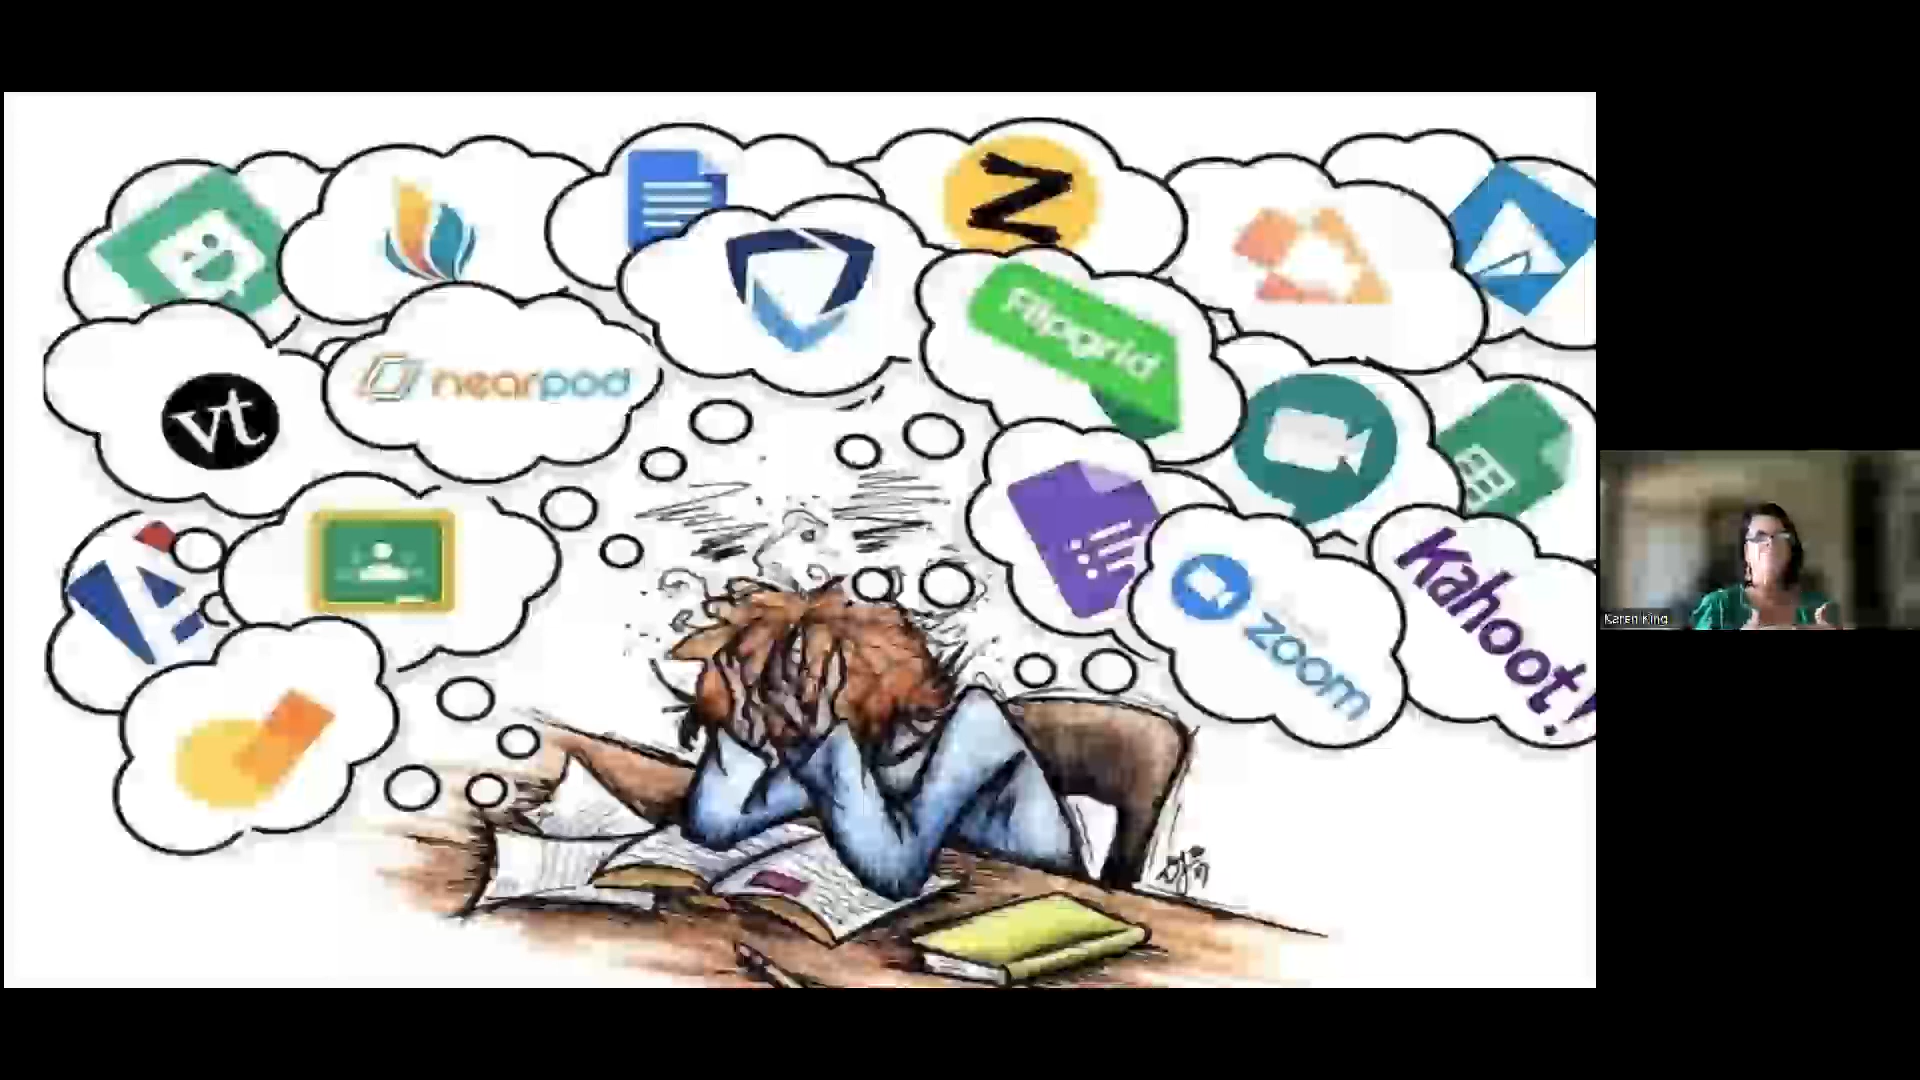 Z
Flipgrid
vt
nearpod
zoom
Kahoot!
Karen King